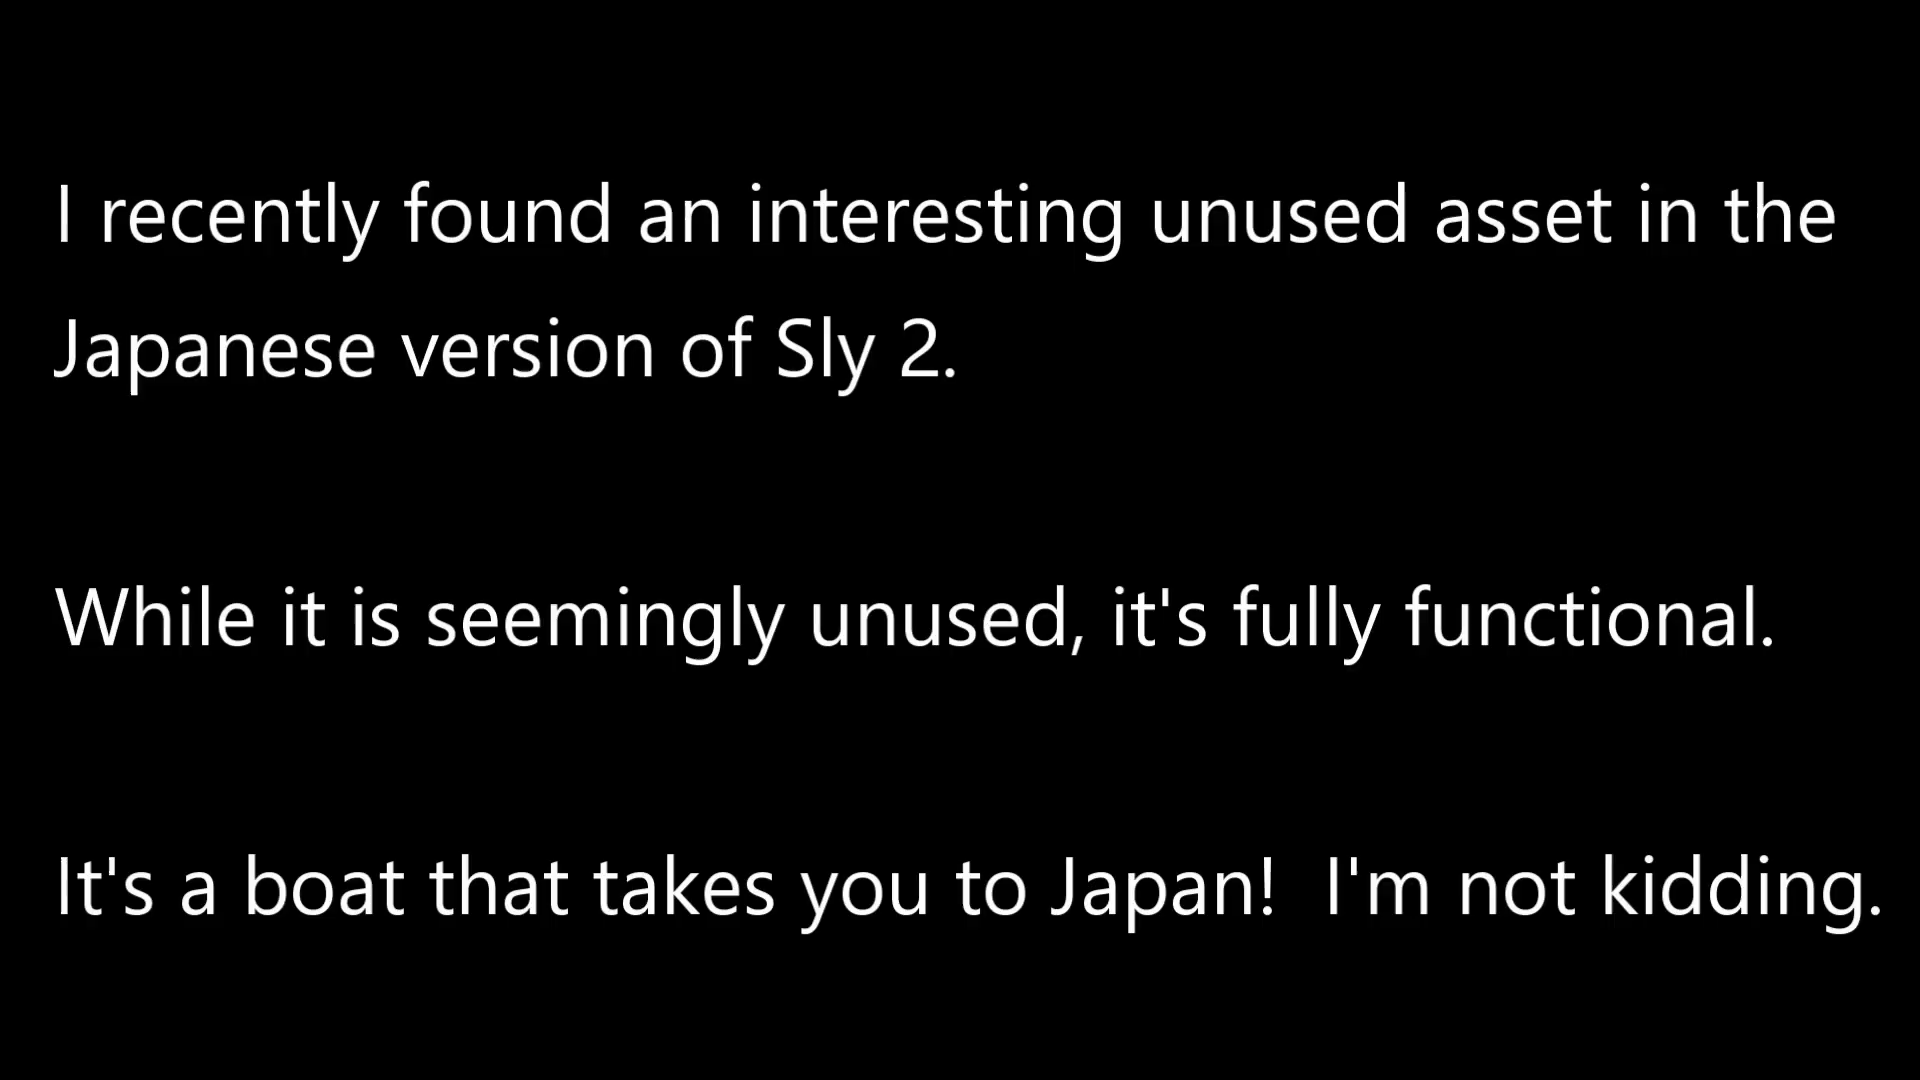 I recently found an interesting unused asset in the
Japanese version of Sly 2.
While it is seemingly unused, it's fully functional.
It's a boat that takes you to Japan!  I'm not kidding.